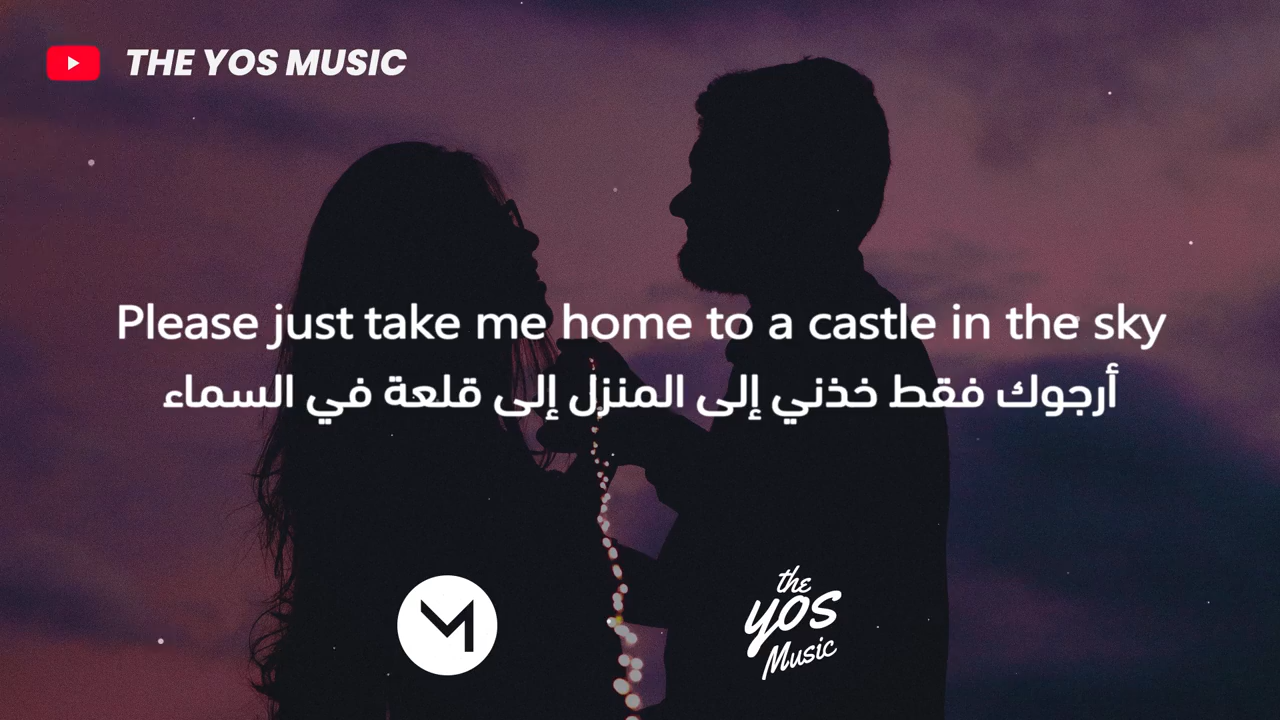 THE YOS MUSIC
Please just take me home to a castle in the sky
أرجوك فقط خذني إلى المنزل إلى قلعة في السماء
the
yos
Music